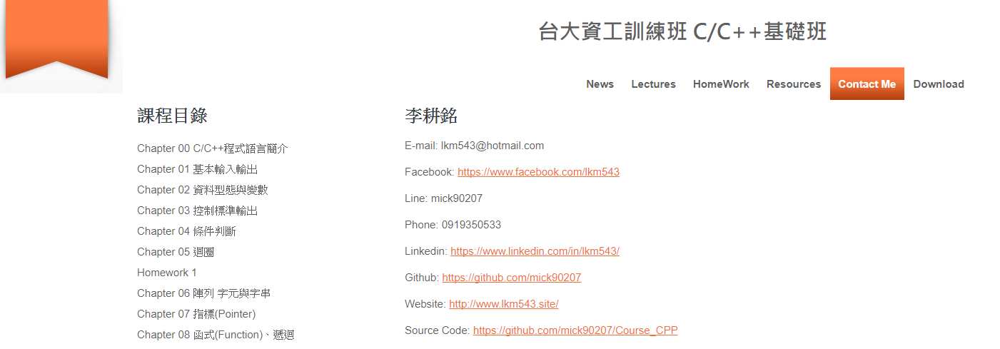 台大資工訓練班 C/C++基礎班
News Lectures HomeWork Resources Contact Me Download
課程目錄
Chapter 00 C/C++程式語言簡介
Chapter 01 基本輸入輸出
Chapter 02 資料型態與變數
Chapter 03 控制標準輸出
Chapter 04 條件判斷
Chapter 05 迴圈
Homework 1
Chapter 06 陣列 字元與字串
Chapter 07 指標(Pointer)
Chapter 08 函式(Function)、遞迴
李耕銘
E-mail: lkm543@hotmail.com
Facebook: https://www.facebook.com/lkm543
Line: mick90207
Phone: 0919350533
Linkedin: https://www.linkedin.com/in/lkm543/
Github: https://github.com/mick90207
Website: http://www.lkm543.site/
Source Code: https://github.com/mick90207/Course_CPP